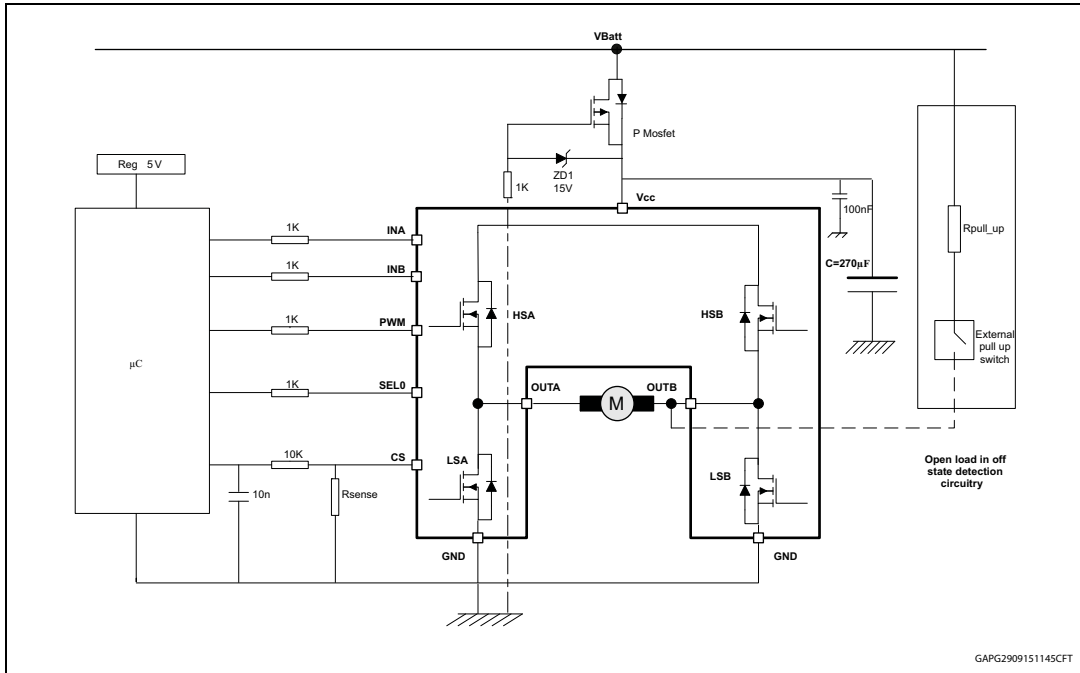 VBatt
P Mosfet
Reg 5 V
ZD1
15V
1K
Vcc
100nF
Rpull_up
C=270µF
1K
INA
1K
INB
HSA
HSB
1K
PWM
External
pull up
switch
µC
1K
SEL0
OUTA
OUTB
M
10K
CS
LSA
LSB
Open load in off
state detection
circuitry
10n
Rsense
GND
GND
GAPG2909151145CFT